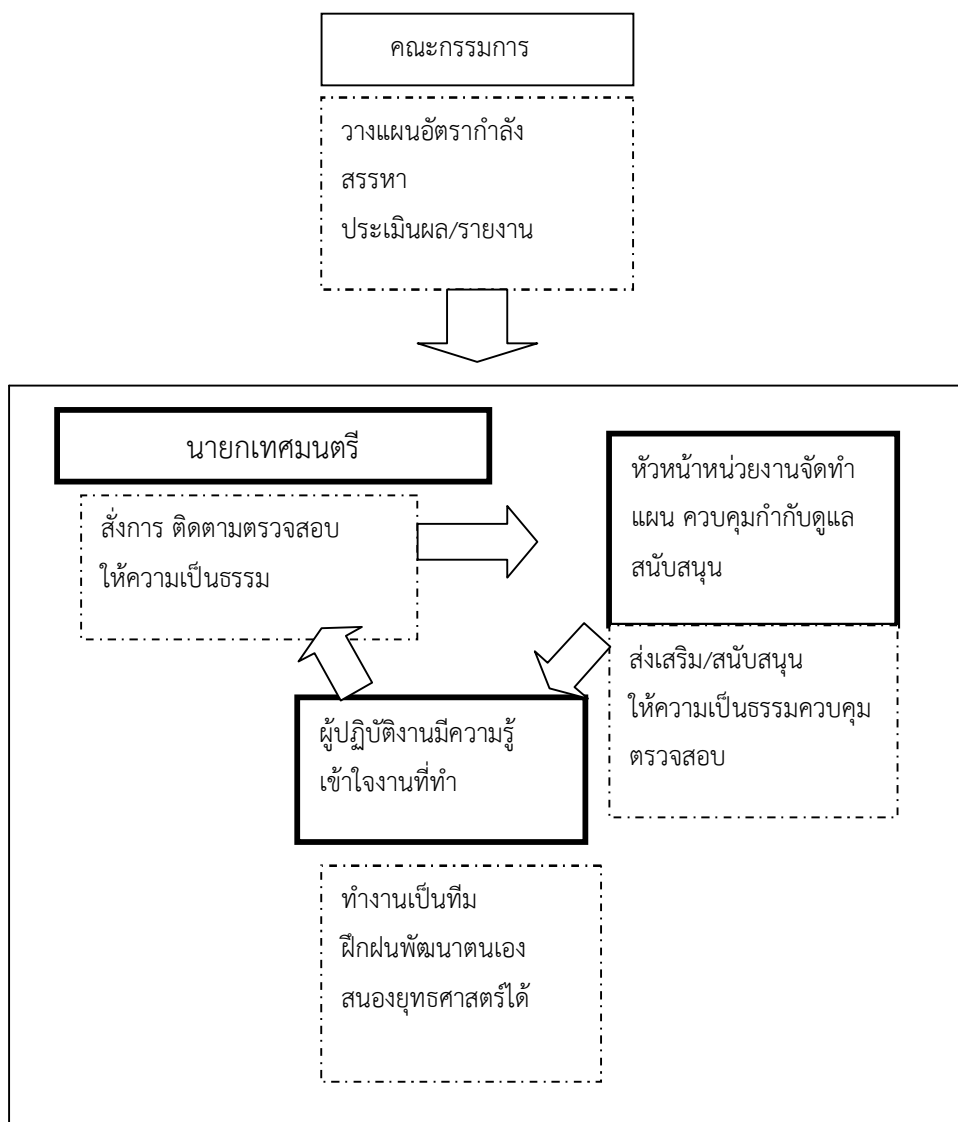 คณะกรรมการ
วางแผนอัตรากำลัง
สรรหา
ประเมินผล/รายงาน
นายกเทศมนตรี
สั่งการ ติดตามตรวจสอบ
ให้ความเป็นธรรม
หัวหน้าหน่วยงานจัดทำ
แผน ควบคุมกำกับดูแล
สนับสนุน
ส่งเสริม/สนับสนุน
ให้ความเป็นธรรมควบคุม
ตรวจสอบ
ผู้ปฏิบัติงานมีความรู้
เข้าใจงานที่ทำ
ทำงานเป็นทีม
ฝึกฝนพัฒนาตนเอง
สนองยุทธศาสตร์ได้